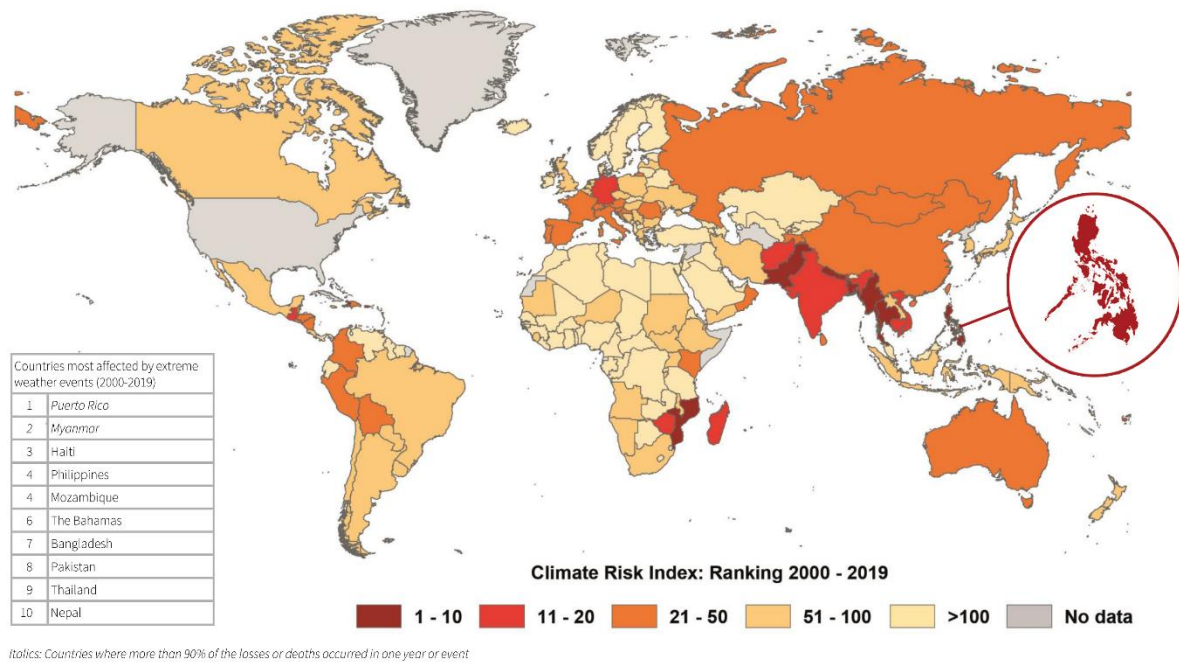 Countries most affected by extreme
weather events (2000-2019)
1 Puerto Rico
2 Myanmar
3 Haiti
4 Philippines
4 Mozambique
6 The Bahamas
7 Bangladesh
8 Pakistan
9 Thailand
10 Nepal
Climate Risk Index: Ranking 2000 - 2019
1 - 10 11 - 20 21 - 50 51 - 100 >100 No data
Italics: Countries where more than 90% of the losses or deaths occurred in one year or event